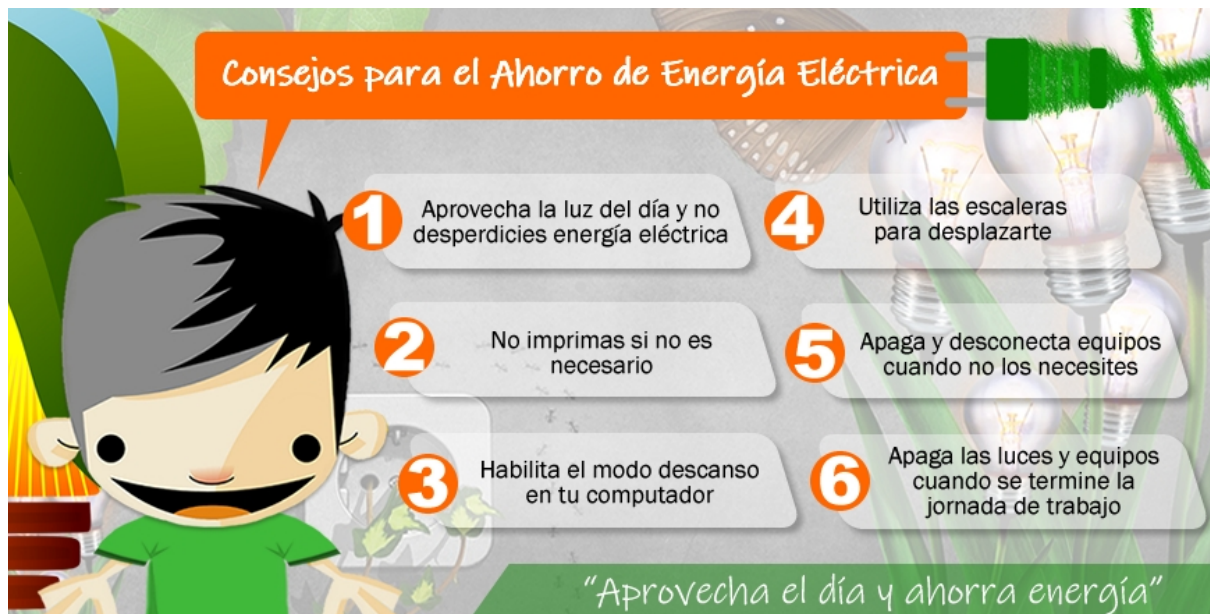 Consejos para el Ahorro de Energía Eléctrica
1
Aprovecha la luz del día y no
desperdicies energía eléctrica
2
No imprimas si no es
necesario
3
Habilita el modo descanso
en tu computador
4
Utiliza las escaleras
para desplazarte
5
Apaga y desconecta equipos
cuando no los necesites
6
Apaga las luces y equipos
cuando se termine la
jornada de trabajo
“Aprovecha el día y ahorra energía”